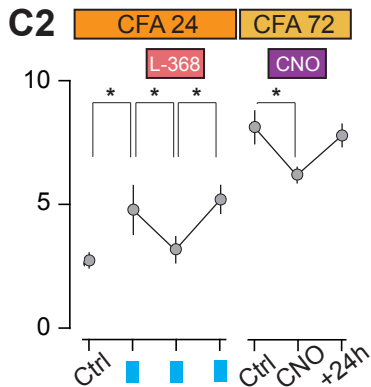 C2 CFA 24 CFA 72
L-368 CNO
10
* * * *
5
0
Ctrl Ctrl CNO +24h